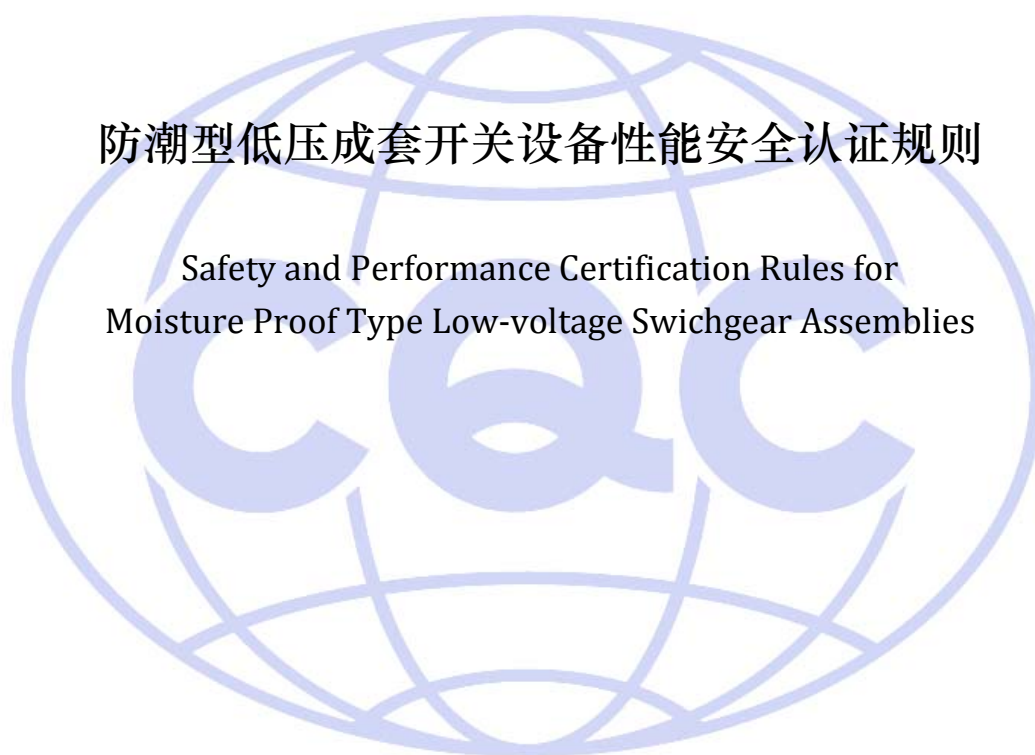 防潮型低压成套开关设备性能安全认证规则
Safety and Performance Certification Rules for
Moisture Proof Type Low-voltage Swichgear Assemblies
CQC